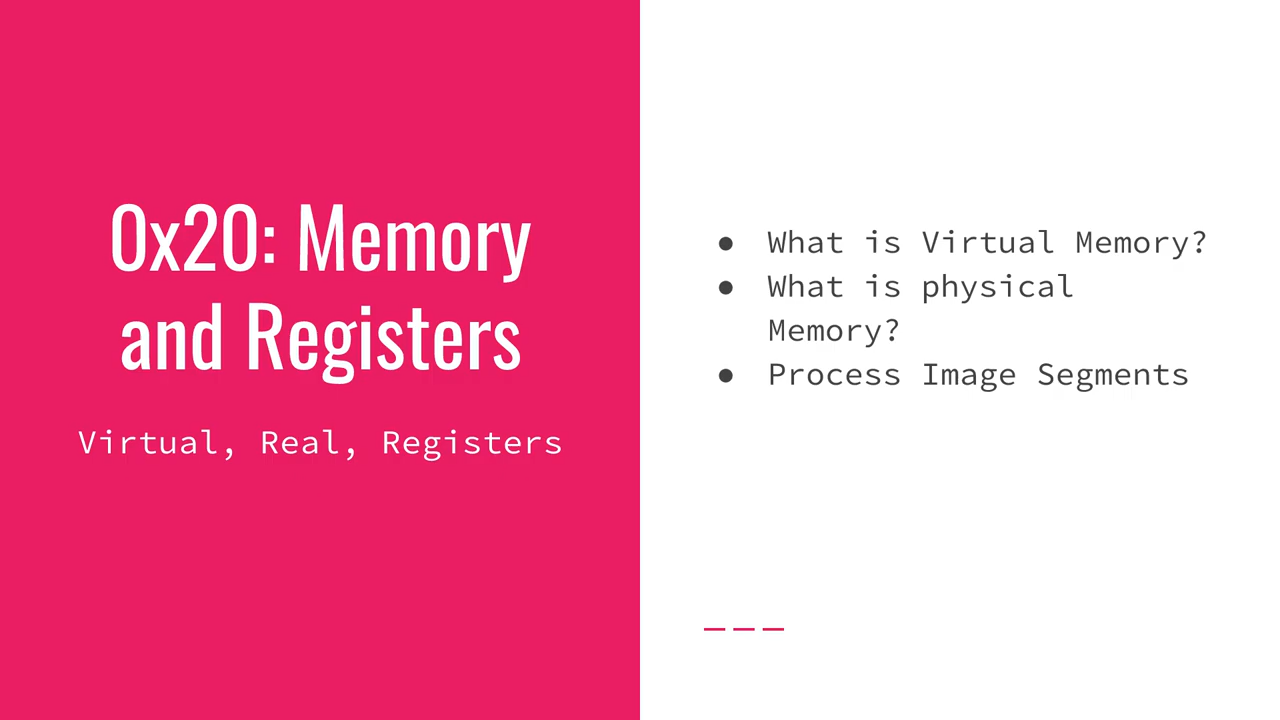 0x20: Memory
and Registers
Virtual, Real, Registers
● What is Virtual Memory?
● What is physical
Memory?
● Process Image Segments